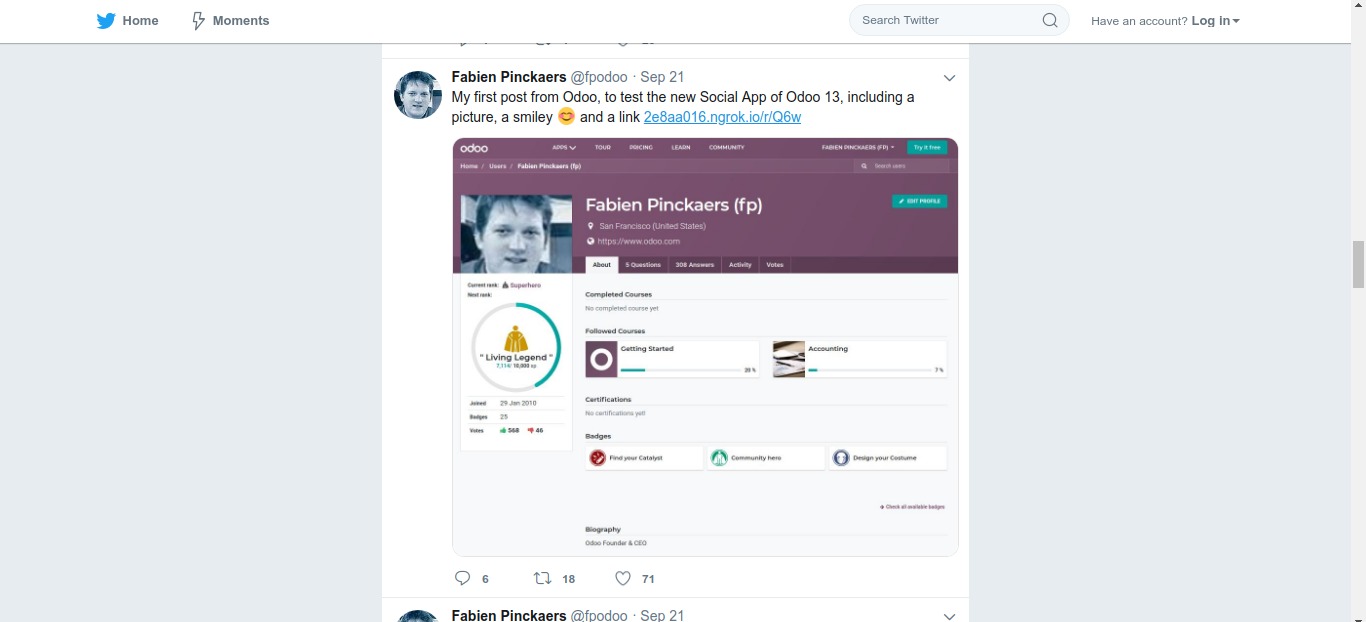 Home
Moments
Search Twitter
Have an account? Log in
Fabien Pinckaers @fpodoo · Sep 21
My first post from Odoo, to test the new Social App of Odoo 13, including a
picture, a smiley 😊 and a link 2e8aa016.ngrok.io/r/Q6w
odoo
APPS
TOUR
PRICING
LEARN
COMMUNITY
FABIEN PINCKAERS (FP)
Try it free
Home / Users / Fabien Pinckaers (fp)
Search users
Fabien Pinckaers (fp)
EDIT PROFILE
San Francisco (United States)
https://www.odoo.com
About
5 Questions
308 Answers
Activity
Votes
Current rank: Superhero
Next rank:
" Living Legend "
7,114/ 10,000 xp
Joined 29 Jan 2010
Badges 25
Votes 568 46
Completed Courses
No completed course yet
Followed Courses
Getting Started
20 %
Accounting
7 %
Certifications
No certifications yet!
Badges
Find your Catalyst
Community hero
Design your Costume
Check all available badges
Biography
Odoo Founder & CEO
6
18
71
Fabien Pinckaers @fpodoo · Sep 21